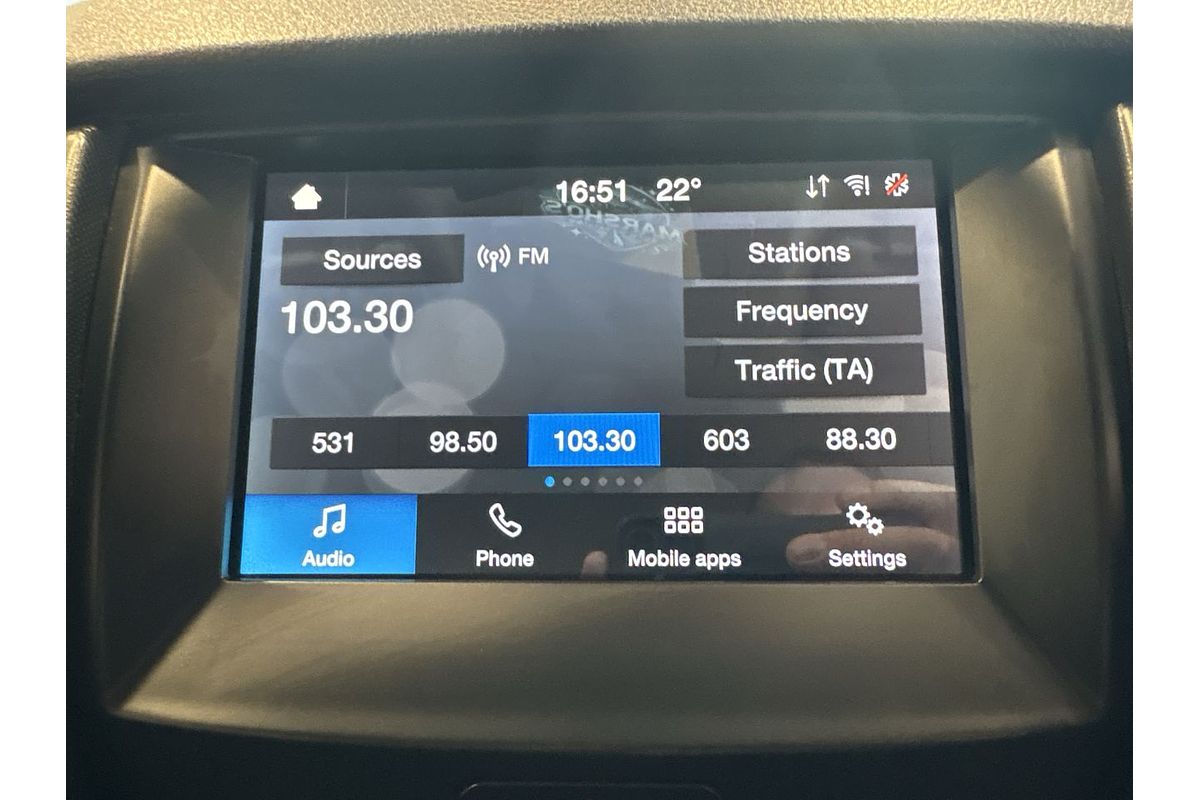 16:51 22°
MARSHO'S
Sources FM Stations
103.30 Frequency
Traffic (TA)
531 98.50 103.30 603 88.30
Audio Phone Mobile apps Settings